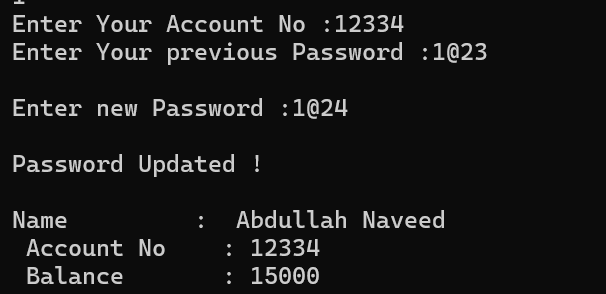 Enter Your Account No :12334
Enter Your previous Password :1@23
Enter new Password :1@24
Password Updated !
Name         :  Abdullah Naveed
 Account No    : 12334
 Balance       : 15000